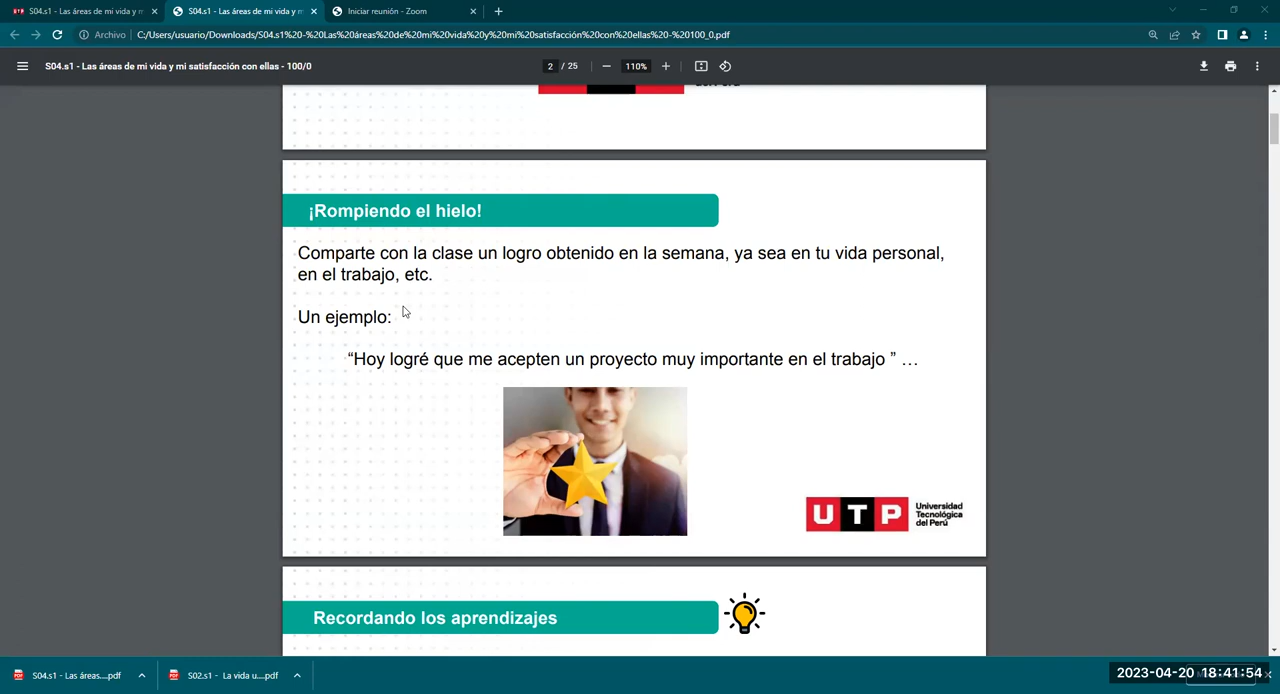 S04.s1 - Las áreas de mi vida y m
S04.s1 - Las áreas de mi vida y m
Iniciar reunión - Zoom
Archivo
C:/Users/usuario/Downloads/S04.s1%20-%20Las%20áreas%20de%20mi%20vida%20y%20mi%20satisfacción%20con%20ellas%20-%20100_0.pdf
S04.s1 - Las áreas de mi vida y mi satisfacción con ellas - 100/0
2 / 25
110%
¡Rompiendo el hielo!
Comparte con la clase un logro obtenido en la semana, ya sea en tu vida personal,
en el trabajo, etc.
Un ejemplo:
“Hoy logré que me acepten un proyecto muy importante en el trabajo ” …
UTP
Universidad
Tecnológica
del Perú
Recordando los aprendizajes
S04.s1 - Las áreas....pdf
S02.s1 - La vida u....pdf
2023-04-20 18:41:54